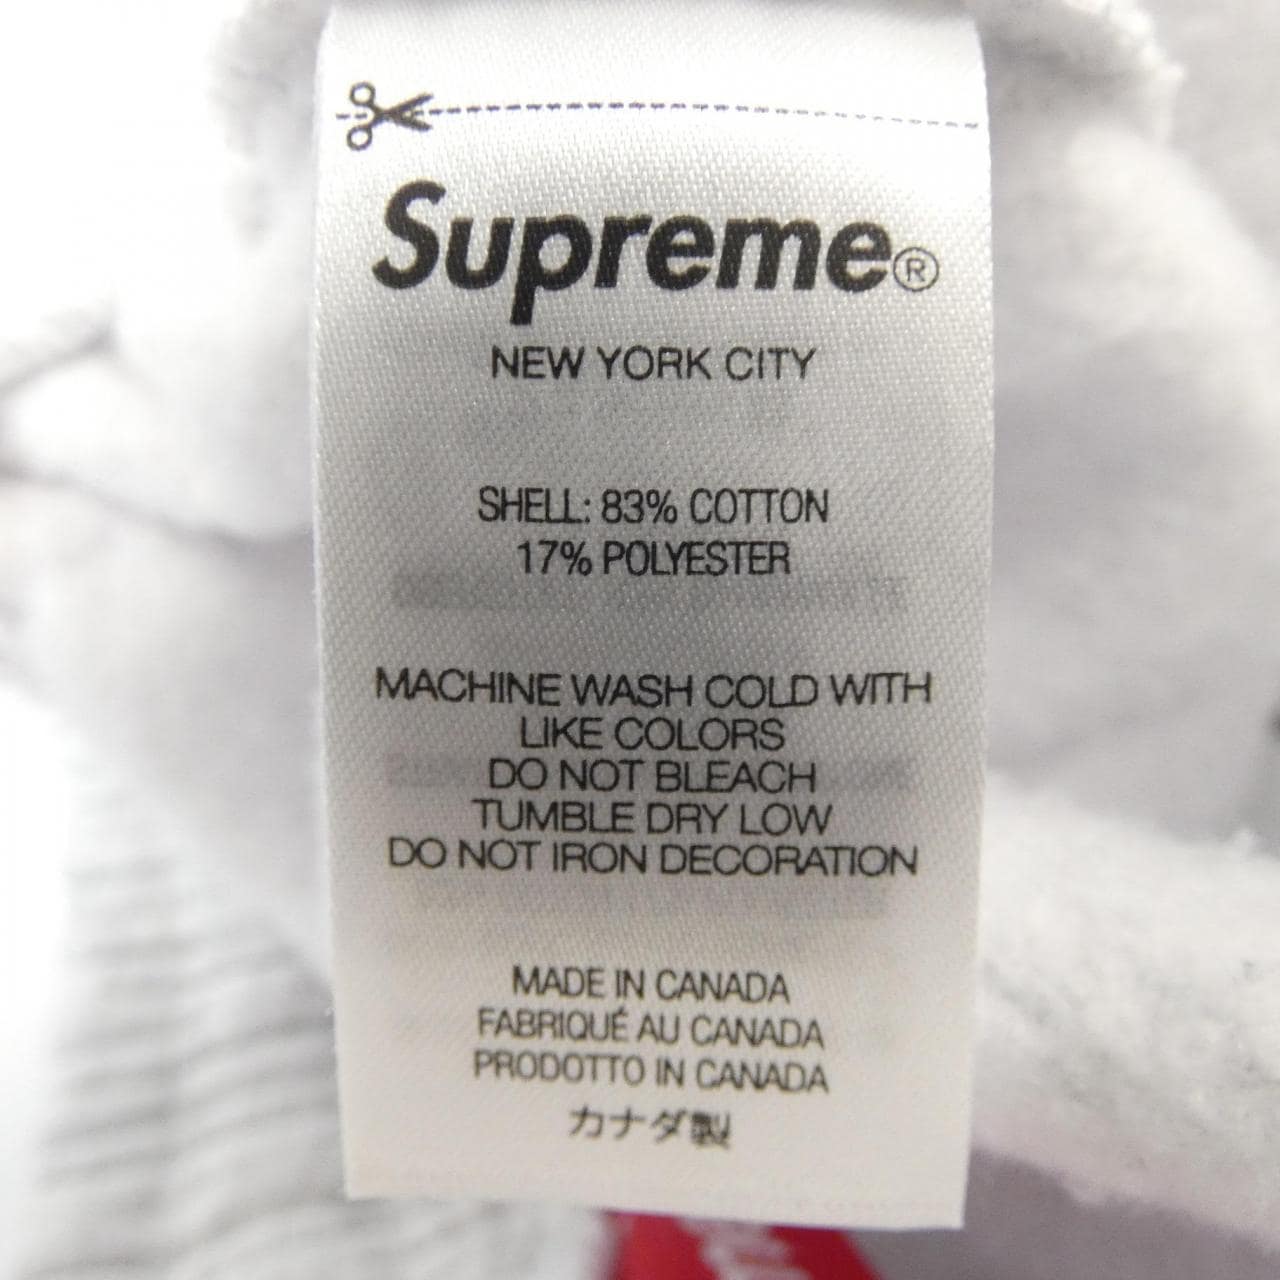 Supreme®
NEW YORK CITY
SHELL: 83% COTTON
17% POLYESTER
MACHINE WASH COLD WITH
LIKE COLORS
DO NOT BLEACH
TUMBLE DRY LOW
DO NOT IRON DECORATION
MADE IN CANADA
FABRIQUÉ AU CANADA
PRODOTTO IN CANADA
カナダ製